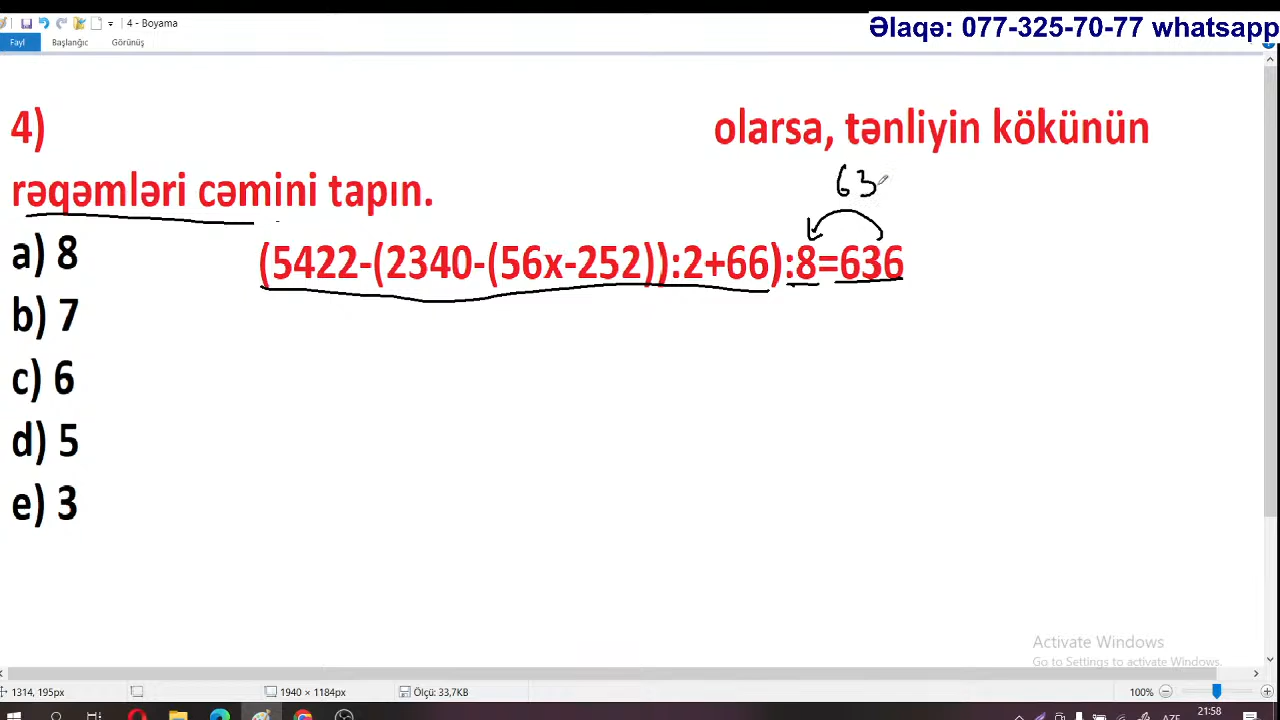 4 - Boyama
Əlaqə: 077-325-70-77 whatsapp
Fayl Başlanğıc Görünüş
4) olarsa, tənliyin kökünün
rəqəmləri cəmini tapın.
63
(5422-(2340-(56x-252)):2+66):8=636
a) 8
b) 7
c) 6
d) 5
e) 3
Activate Windows
Go to Settings to activate Windows.
1314, 195px 1940 × 1184px Ölçü: 33,7KB 100%
AZE 21:58